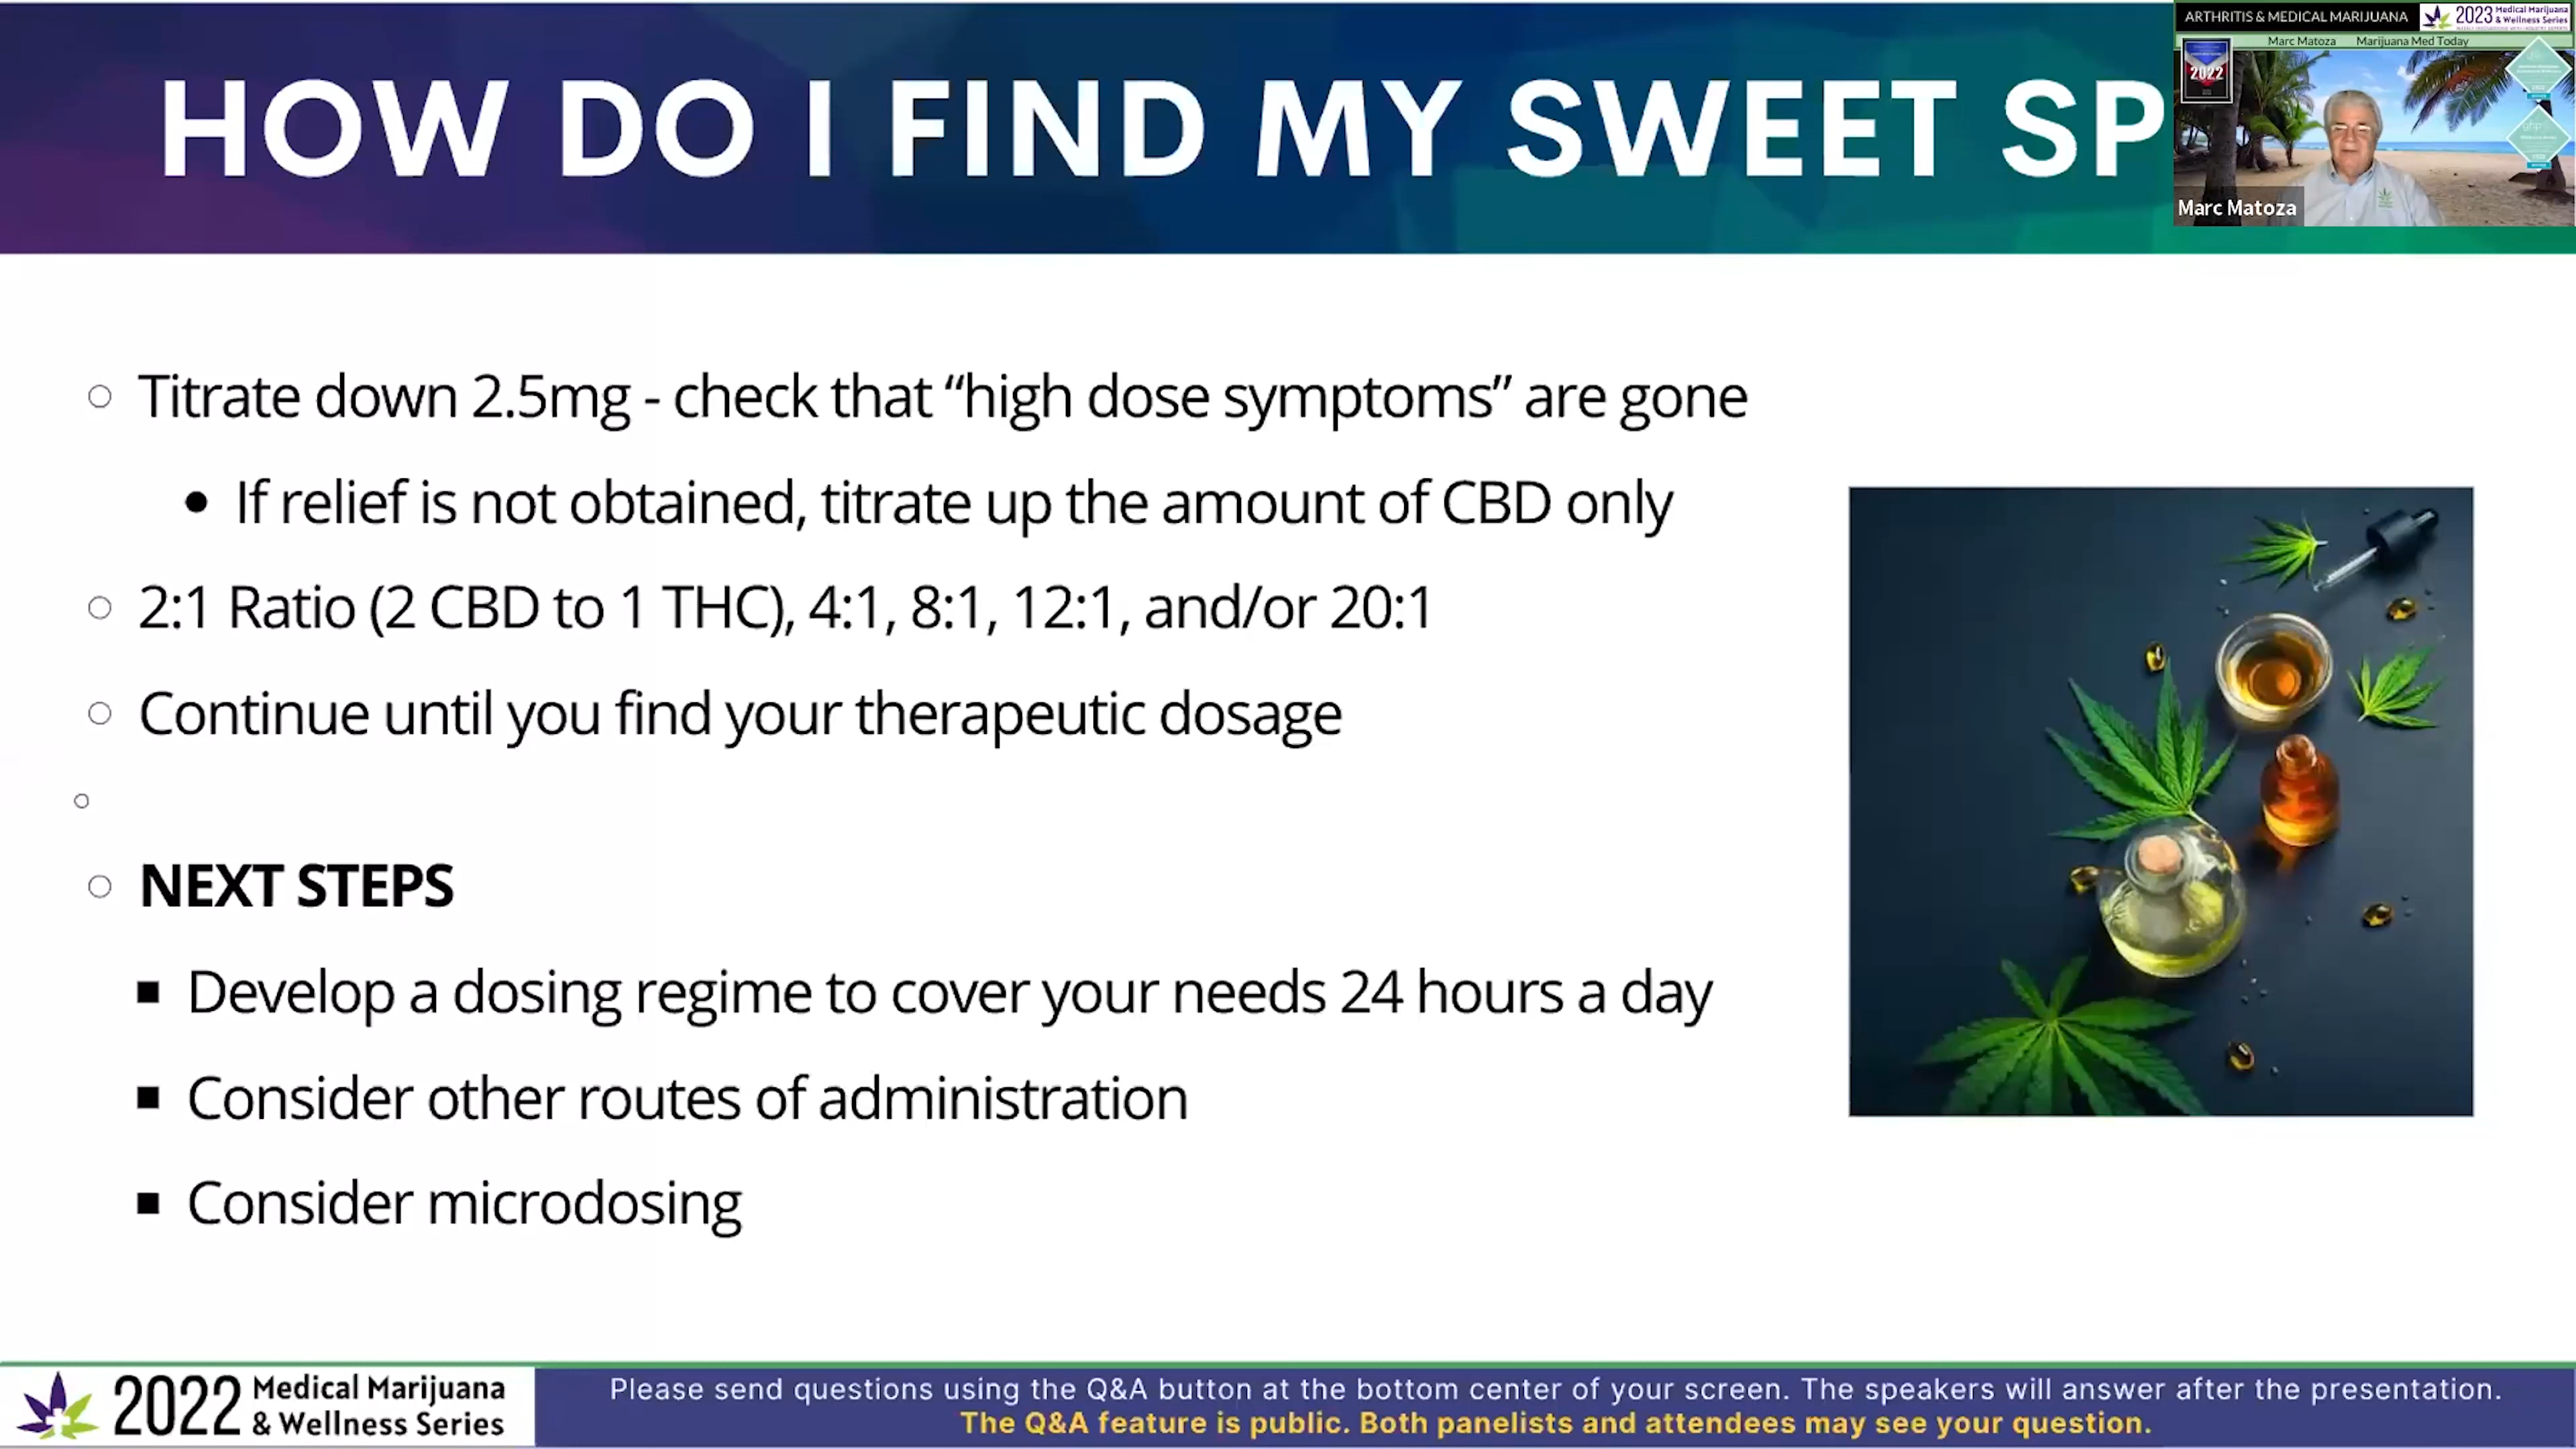 HOW DO I FIND MY SWEET SP
ARTHRITIS & MEDICAL MARIJUANA
2023 Medical Marijuana
& Wellness Series
Marc Matoza Marijuana Med Today
2022
Marc Matoza
Titrate down 2.5mg - check that “high dose symptoms” are gone
If relief is not obtained, titrate up the amount of CBD only
2:1 Ratio (2 CBD to 1 THC), 4:1, 8:1, 12:1, and/or 20:1
Continue until you find your therapeutic dosage
NEXT STEPS
Develop a dosing regime to cover your needs 24 hours a day
Consider other routes of administration
Consider microdosing
2022 Medical Marijuana
& Wellness Series
Please send questions using the Q&A button at the bottom center of your screen. The speakers will answer after the presentation.
The Q&A feature is public. Both panelists and attendees may see your question.